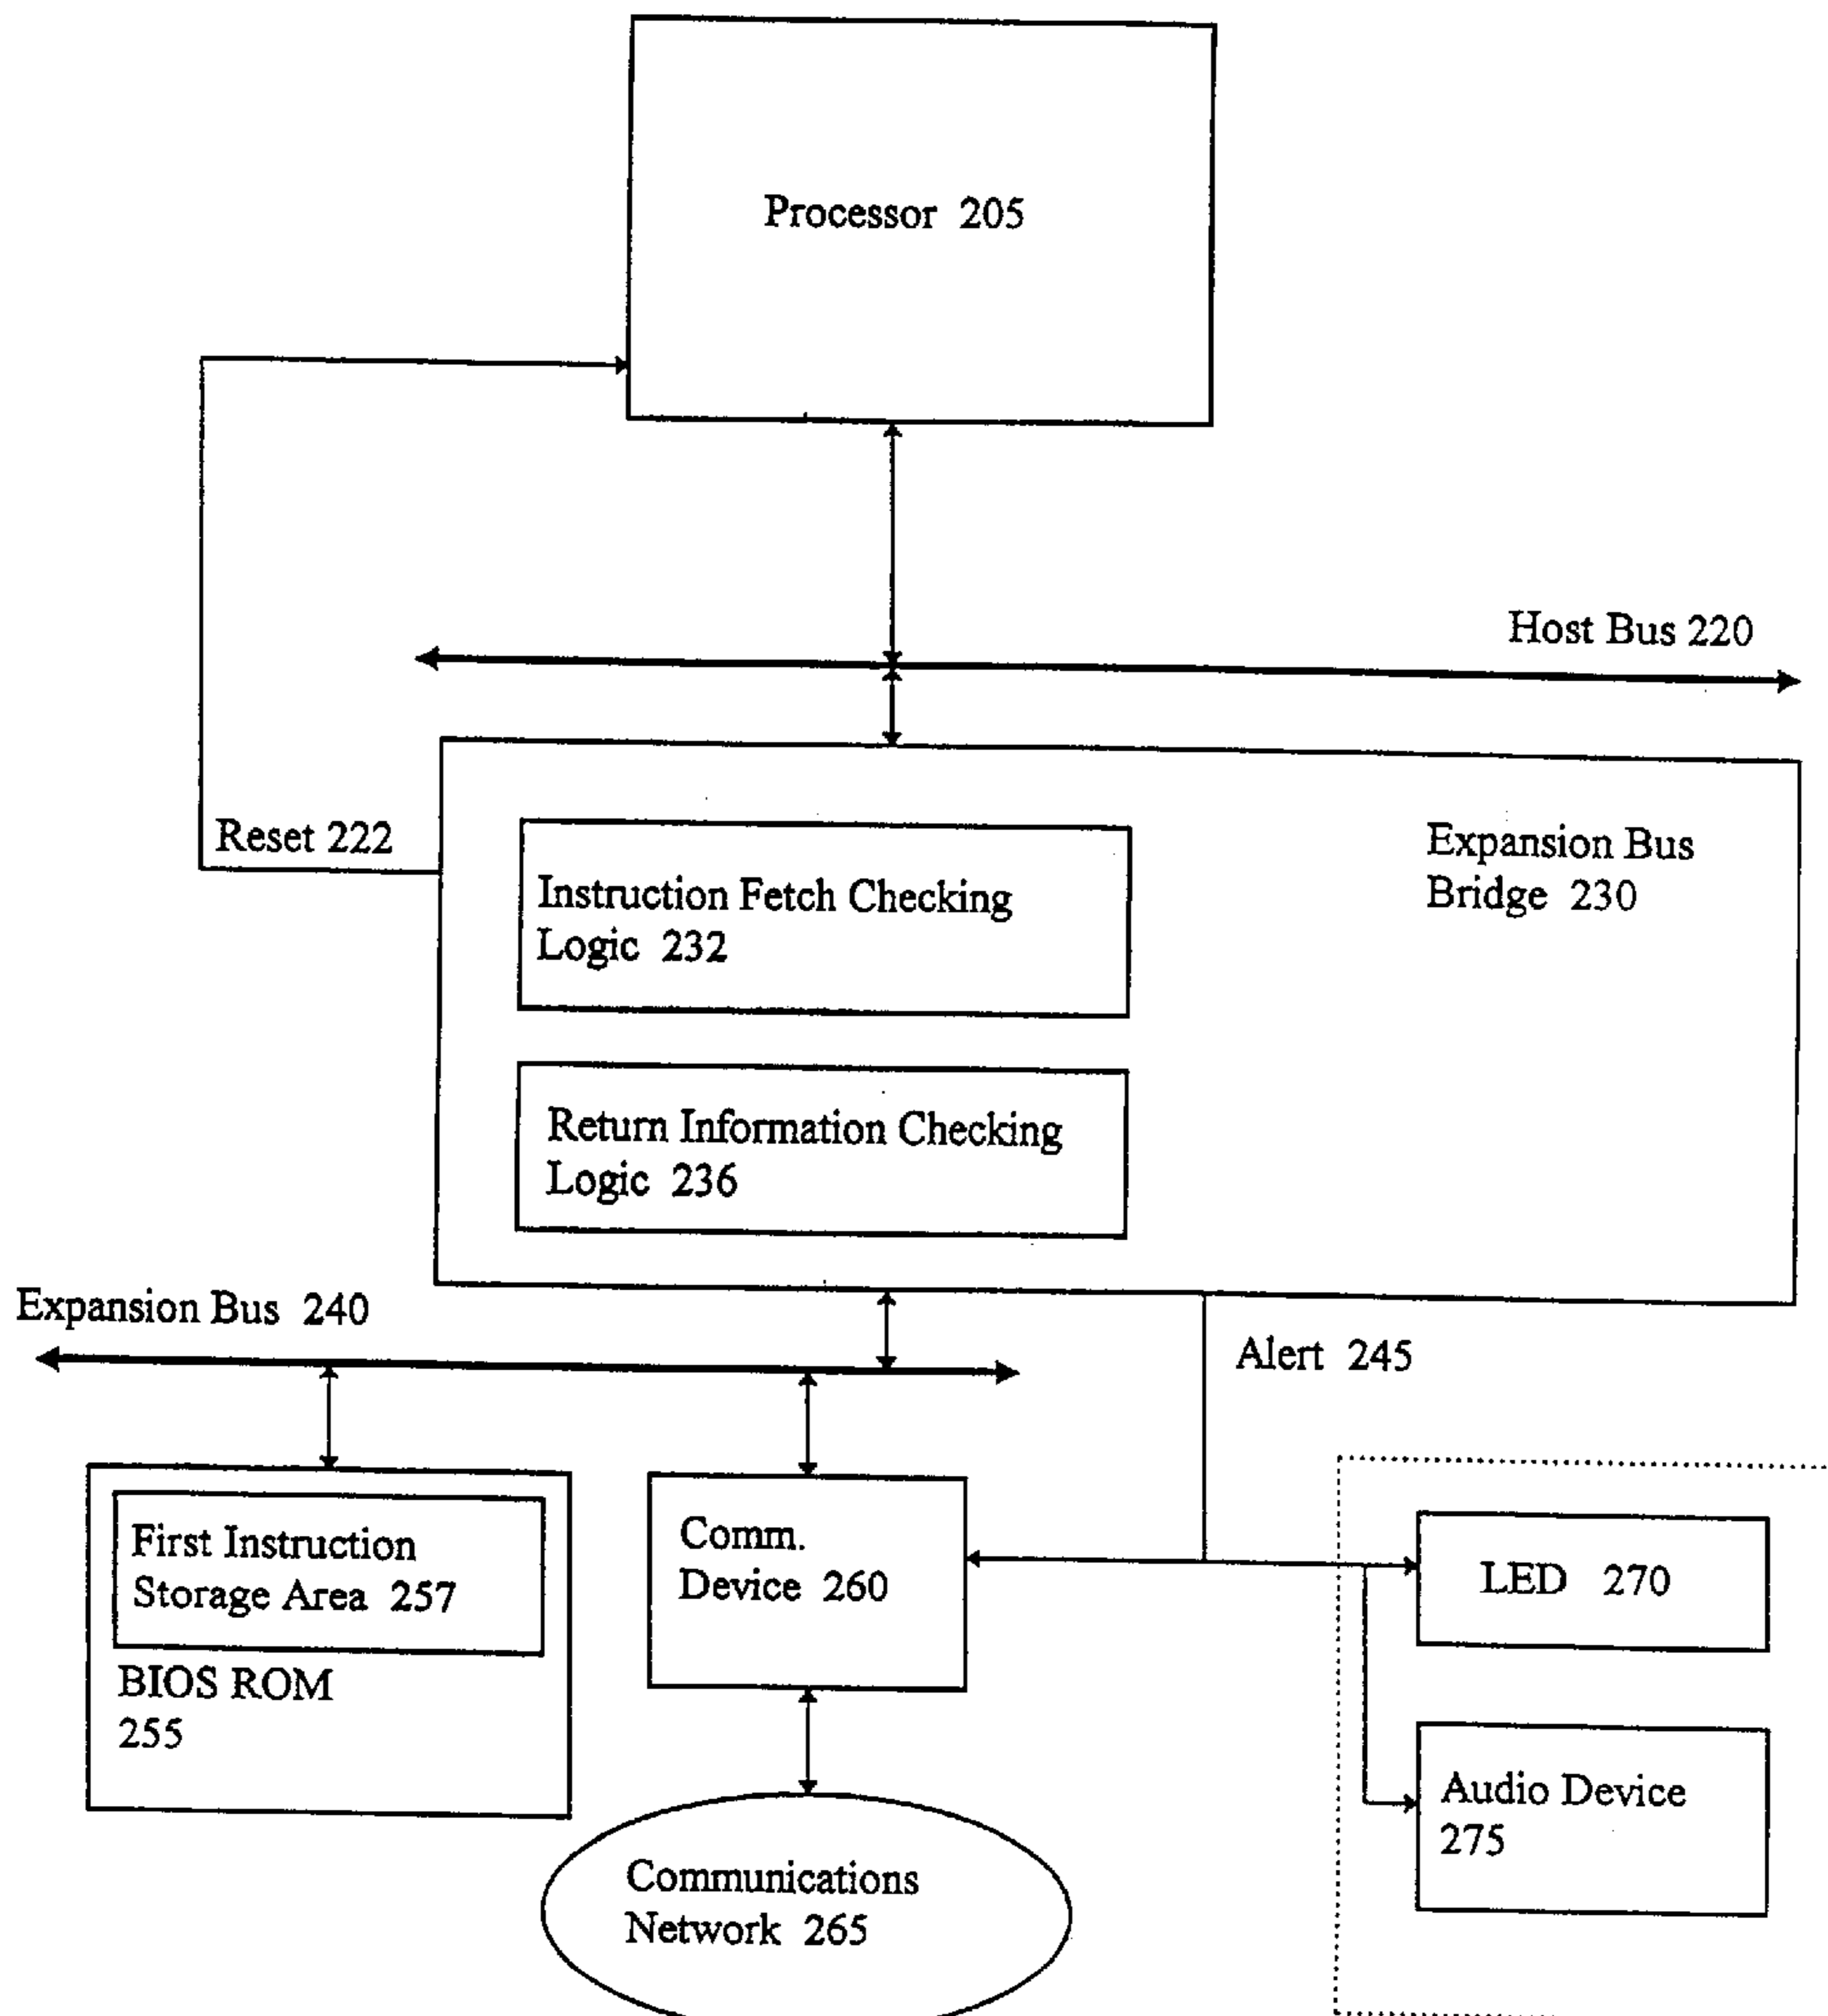 Processor 205
Host Bus 220
Reset 222
Expansion Bus
Bridge 230
Instruction Fetch Checking
Logic 232
Return Information Checking
Logic 236
Expansion Bus 240
Alert 245
First Instruction
Storage Area 257
BIOS ROM
255
Comm.
Device 260
LED 270
Audio Device
275
Communications
Network 265